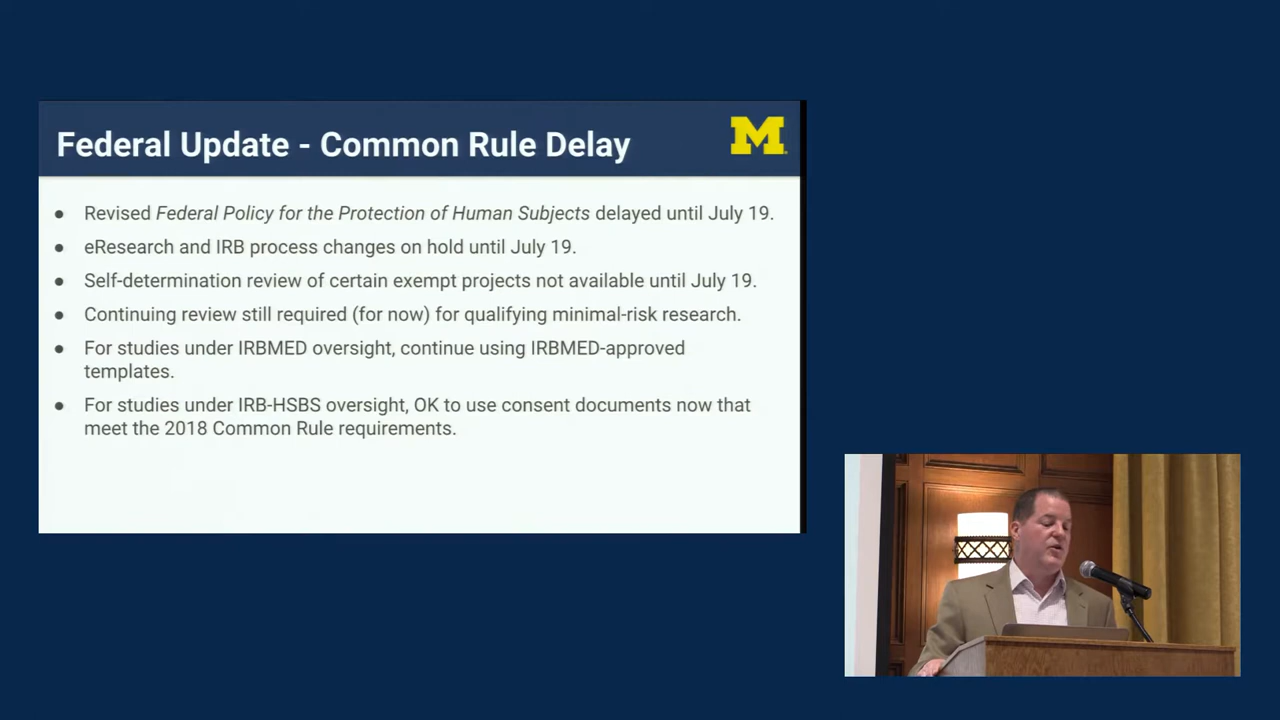 Federal Update - Common Rule Delay
M
Revised Federal Policy for the Protection of Human Subjects delayed until July 19.
eResearch and IRB process changes on hold until July 19.
Self-determination review of certain exempt projects not available until July 19.
Continuing review still required (for now) for qualifying minimal-risk research.
For studies under IRBMED oversight, continue using IRBMED-approved
templates.
For studies under IRB-HSBS oversight, OK to use consent documents now that
meet the 2018 Common Rule requirements.